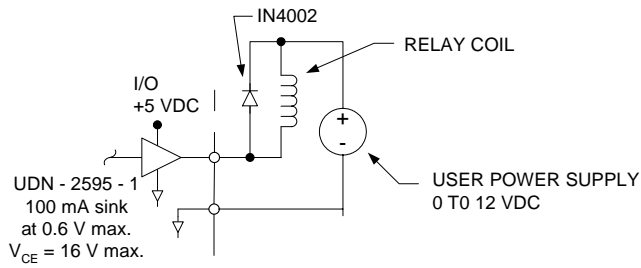 IN4002
RELAY COIL
I/O
+5 VDC
+
-
UDN - 2595 - 1
100 mA sink
at 0.6 V max.
VCE = 16 V max.
USER POWER SUPPLY
0 T0 12 VDC